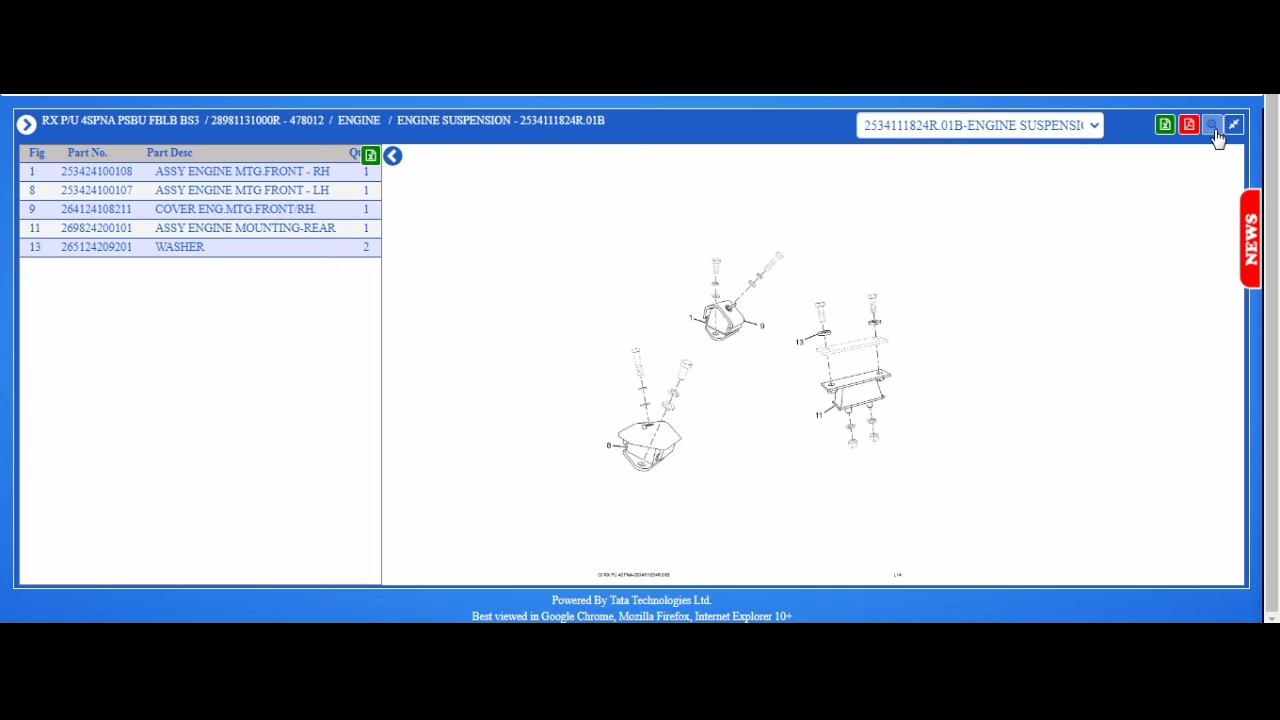 RX P/U 4SPNA PSBU FBLB BS3 / 28981131000R - 478012 / ENGINE / ENGINE SUSPENSION - 2534111824R.01B
2534111824R.01B-ENGINE SUSPENSI
Fig Part No. Part Desc Qt
1 253424100108 ASSY ENGINE MTG.FRONT - RH 1
8 253424100107 ASSY ENGINE MTG FRONT - LH 1
9 264124108211 COVER ENG.MTG.FRONT/RH. 1
11 269824200101 ASSY ENGINE MOUNTING-REAR 1
13 265124209201 WASHER 2
NEWS
1
9
13
11
8
L14
Powered By Tata Technologies Ltd.
Best viewed in Google Chrome, Mozilla Firefox, Internet Explorer 10+